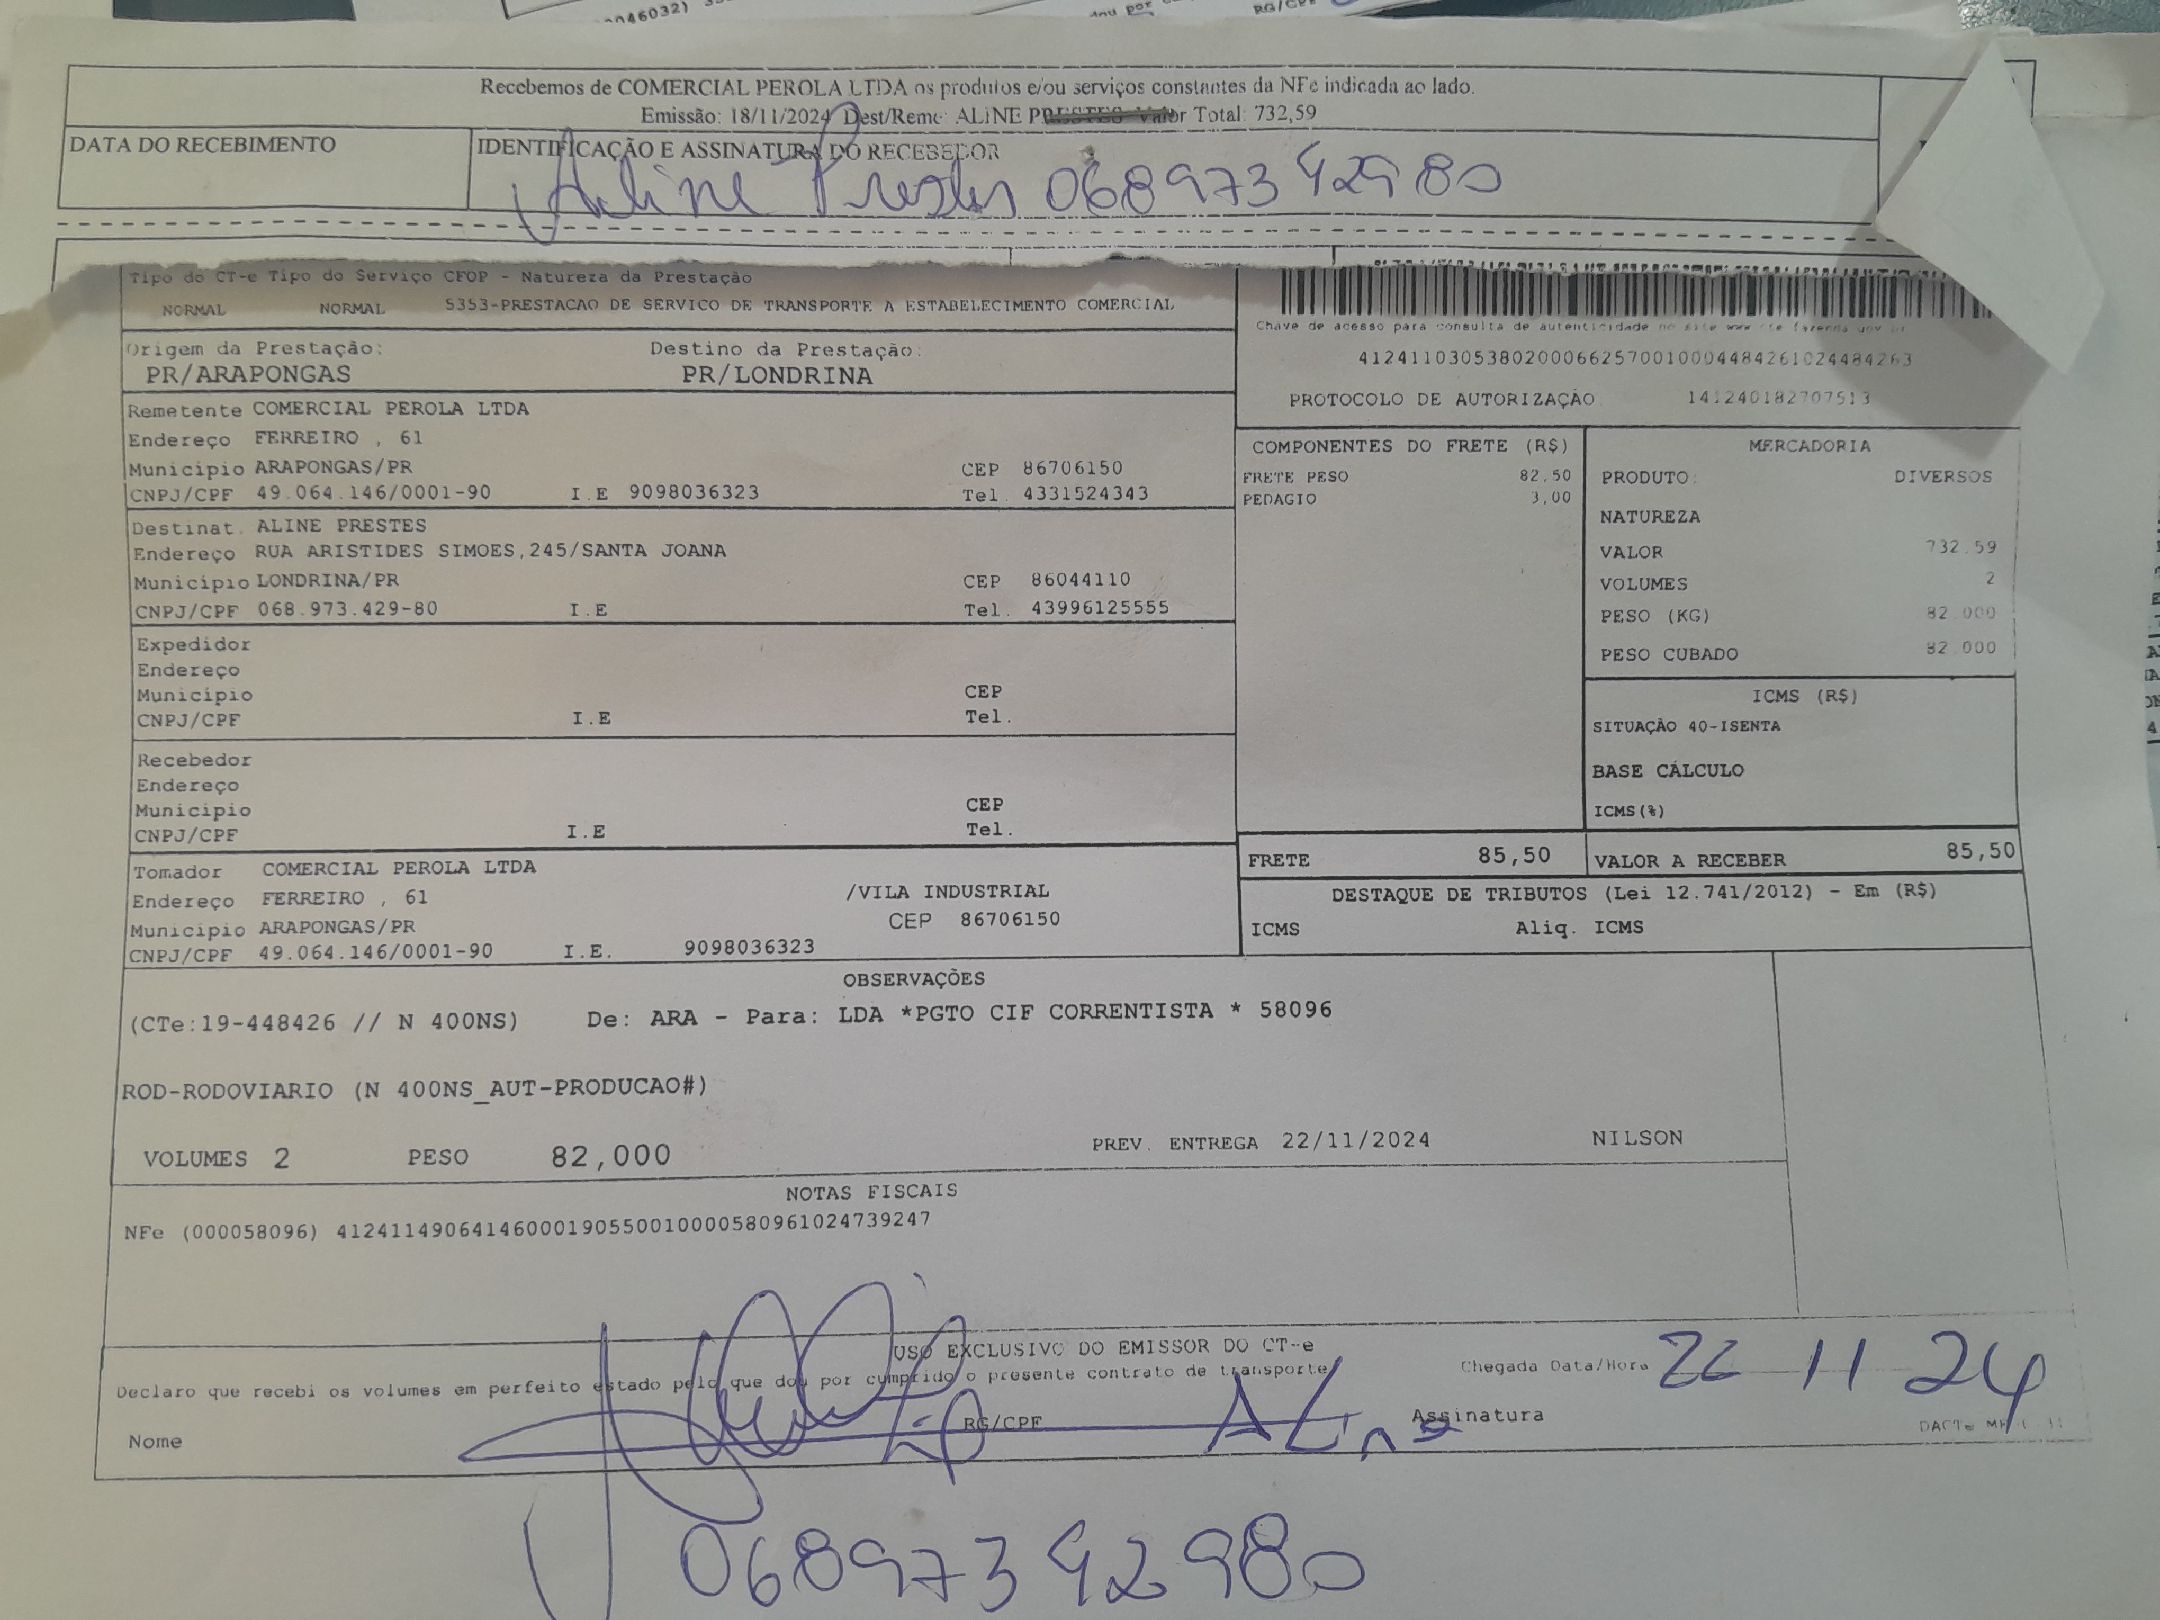 Recebemos de COMERCIAL PEROLA LTDA os produtos e/ou serviços constantes da NFe indicada ao lado.
Emissão: 18/11/2024 Dest/Reme: ALINE PRESTES Valor Total: 732,59
DATA DO RECEBIMENTO IDENTIFICAÇÃO E ASSINATURA DO RECEBEDOR
Aline Prestes 06897342980
Tipo do CT-e Tipo do Serviço CFOP - Natureza da Prestação
NORMAL NORMAL 5353-PRESTACAO DE SERVICO DE TRANSPORTE A ESTABELECIMENTO COMERCIAL
Chave de acesso para consulta de autenticidade no site www cte fazenda gov br
Origem da Prestação: Destino da Prestação:
PR/ARAPONGAS PR/LONDRINA
41241103053802000662570010004484261024484263
PROTOCOLO DE AUTORIZAÇÃO 141240182707513
Remetente COMERCIAL PEROLA LTDA
Endereço FERREIRO , 61
Município ARAPONGAS/PR CEP 86706150
CNPJ/CPF 49.064.146/0001-90 I.E 9098036323 Tel. 4331524343
COMPONENTES DO FRETE (R$)
FRETE PESO 82,50
PEDAGIO 3,00
MERCADORIA
PRODUTO: DIVERSOS
NATUREZA
VALOR 732.59
VOLUMES 2
PESO (KG) 82.000
PESO CUBADO 82.000
Destinat. ALINE PRESTES
Endereço RUA ARISTIDES SIMOES,245/SANTA JOANA
Município LONDRINA/PR CEP 86044110
CNPJ/CPF 068.973.429-80 I.E Tel. 43996125555
Expedidor
Endereço
Município CEP
CNPJ/CPF I.E Tel.
ICMS (R$)
SITUAÇÃO 40-ISENTA
BASE CÁLCULO
ICMS(%)
Recebedor
Endereço
Município CEP
CNPJ/CPF I.E Tel.
FRETE 85,50 VALOR A RECEBER 85,50
Tomador COMERCIAL PEROLA LTDA
Endereço FERREIRO , 61 /VILA INDUSTRIAL
Município ARAPONGAS/PR CEP 86706150
CNPJ/CPF 49.064.146/0001-90 I.E. 9098036323
DESTAQUE DE TRIBUTOS (Lei 12.741/2012) - Em (R$)
ICMS Aliq. ICMS
OBSERVAÇÕES
(CTe:19-448426 // N 400NS) De: ARA - Para: LDA *PGTO CIF CORRENTISTA * 58096
ROD-RODOVIARIO (N 400NS_AUT-PRODUCAO#)
VOLUMES 2 PESO 82,000 PREV. ENTREGA 22/11/2024 NILSON
NOTAS FISCAIS
NFe (000058096) 41241149064146000190550010000580961024739247
USO EXCLUSIVO DO EMISSOR DO CT-e
Declaro que recebi os volumes em perfeito estado pelo que dou por cumprido o presente contrato de transporte Chegada Data/Hora 22 11 24
Nome RG/CPF ALine Assinatura
DACTe
06897342980